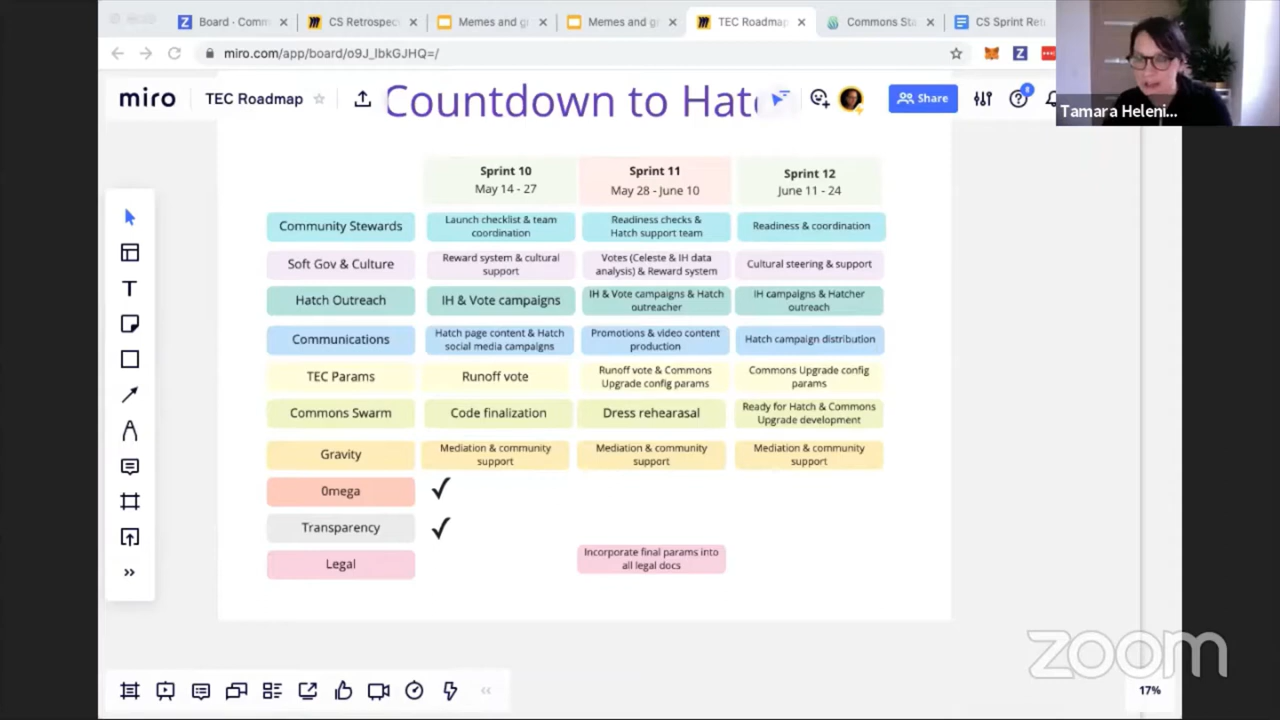 Board · Comm
CS Retrospec
Memes and g
Memes and g
TEC Roadmap
Commons Sta
CS Sprint Ret
miro.com/app/board/o9J_lbkGJHQ=/
miro
TEC Roadmap
Countdown to Hat
Share
Tamara Heleni...
Sprint 10
May 14 - 27
Sprint 11
May 28 - June 10
Sprint 12
June 11 - 24
Community Stewards
Launch checklist & team
coordination
Readiness checks &
Hatch support team
Readiness & coordination
Soft Gov & Culture
Reward system & cultural
support
Votes (Celeste & IH data
analysis) & Reward system
Cultural steering & support
Hatch Outreach
IH & Vote campaigns
IH & Vote campaigns & Hatch
outreacher
IH campaigns & Hatcher
outreach
Communications
Hatch page content & Hatch
social media campaigns
Promotions & video content
production
Hatch campaign distribution
TEC Params
Runoff vote
Runoff vote & Commons
Upgrade config params
Commons Upgrade config
params
Commons Swarm
Code finalization
Dress rehearasal
Ready for Hatch & Commons
Upgrade development
Gravity
Mediation & community
support
Mediation & community
support
Mediation & community
support
0mega
Transparency
Legal
Incorporate final params into
all legal docs
zoom
17%